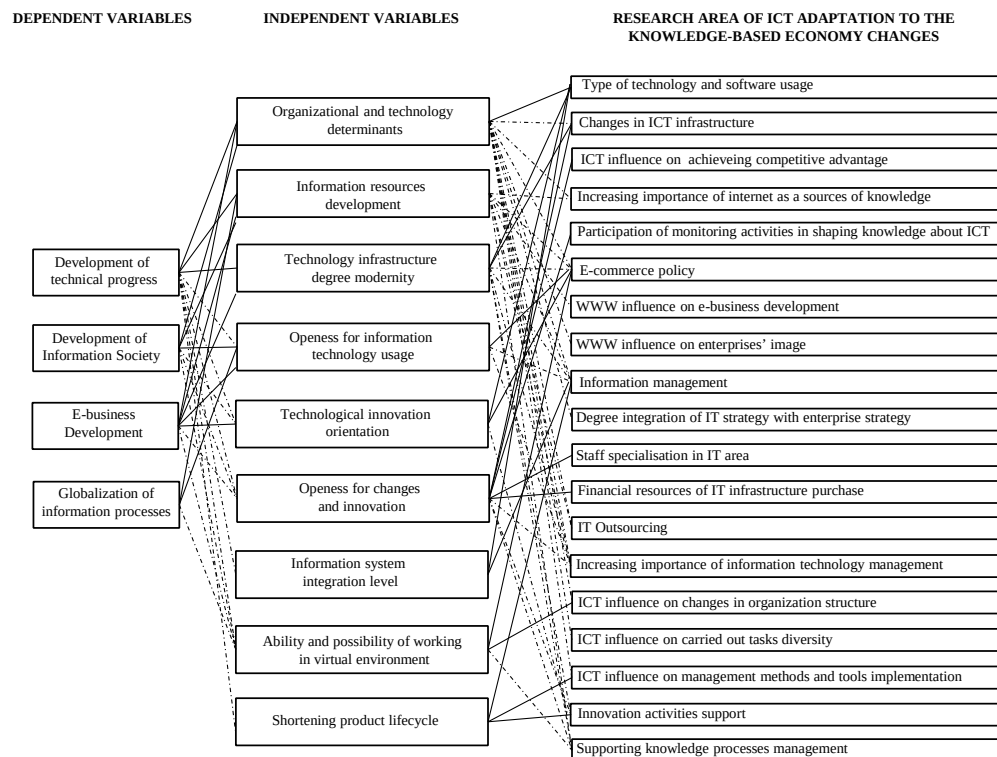 DEPENDENT VARIABLES
INDEPENDENT VARIABLES
RESEARCH AREA OF ICT ADAPTATION TO THE
KNOWLEDGE-BASED ECONOMY CHANGES
Development of
technical progress
Development of
Information Society
E-business
Development
Globalization of
information processes
Organizational and technology
determinants
Information resources
development
Technology infrastructure
degree modernity
Openess for information
technology usage
Technological innovation
orientation
Openess for changes
and innovation
Information system
integration level
Ability and possibility of working
in virtual environment
Shortening product lifecycle
Type of technology and software usage
Changes in ICT infrastructure
ICT influence on achieveing competitive advantage
Increasing importance of internet as a sources of knowledge
Participation of monitoring activities in shaping knowledge about ICT
E-commerce policy
WWW influence on e-business development
WWW influence on enterprises’ image
Information management
Degree integration of IT strategy with enterprise strategy
Staff specialisation in IT area
Financial resources of IT infrastructure purchase
IT Outsourcing
Increasing importance of information technology management
ICT influence on changes in organization structure
ICT influence on carried out tasks diversity
ICT influence on management methods and tools implementation
Innovation activities support
Supporting knowledge processes management